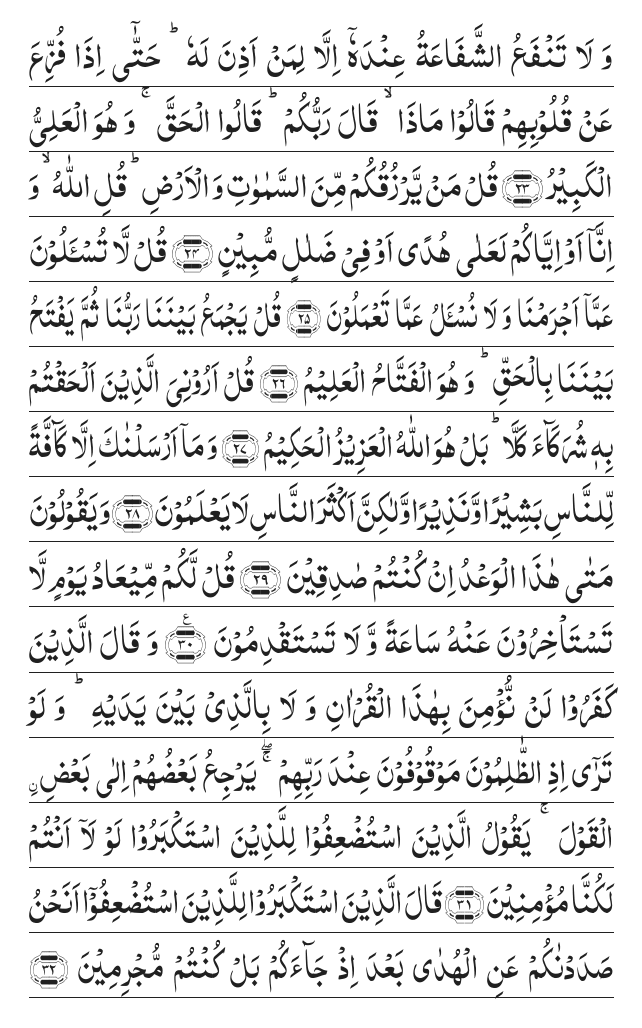 وَ لَا تَنْفَعُ الشَّفَاعَةُ عِنْدَهٗۤ اِلَّا لِمَنْ اَذِنَ لَهٗ ؕ حَتّٰۤى اِذَا فُزِّعَ
عَنْ قُلُوْبِهِمْ قَالُوْا مَاذَا ۙ قَالَ رَبُّكُمْ ؕ قَالُوا الْحَقَّ ۚ وَ هُوَ الْعَلِیُّ
الْكَبِیْرُ ﴿۲۳﴾ قُلْ مَنْ یَّرْزُقُكُمْ مِّنَ السَّمٰوٰتِ وَ الْاَرْضِ ؕ قُلِ اللّٰهُ ۙ وَ
اِنَّاۤ اَوْ اِیَّاكُمْ لَعَلٰى هُدًى اَوْ فِیْ ضَلٰلٍ مُّبِیْنٍ ﴿۲۴﴾ قُلْ لَّا تُسْـَٔلُوْنَ
عَمَّاۤ اَجْرَمْنَا وَ لَا نُسْـَٔلُ عَمَّا تَعْمَلُوْنَ ﴿۲۵﴾ قُلْ یَجْمَعُ بَیْنَنَا رَبُّنَا ثُمَّ یَفْتَحُ
بَیْنَنَا بِالْحَقِّ ؕ وَ هُوَ الْفَتَّاحُ الْعَلِیْمُ ﴿۲۶﴾ قُلْ اَرُوْنِیَ الَّذِیْنَ اَلْحَقْتُمْ
بِهٖ شُرَكَآءَ كَلَّا ؕ بَلْ هُوَ اللّٰهُ الْعَزِیْزُ الْحَكِیْمُ ﴿۲۷﴾ وَ مَاۤ اَرْسَلْنٰكَ اِلَّا كَآفَّةً
لِّلنَّاسِ بَشِیْرًا وَّ نَذِیْرًا وَّ لٰكِنَّ اَكْثَرَ النَّاسِ لَا یَعْلَمُوْنَ ﴿۲۸﴾ وَ یَقُوْلُوْنَ
مَتٰى هٰذَا الْوَعْدُ اِنْ كُنْتُمْ صٰدِقِیْنَ ﴿۲۹﴾ قُلْ لَّكُمْ مِّیْعَادُ یَوْمٍ لَّا
تَسْتَاْخِرُوْنَ عَنْهُ سَاعَةً وَّ لَا تَسْتَقْدِمُوْنَ ﴿۳۰﴾ ع وَ قَالَ الَّذِیْنَ
كَفَرُوْا لَنْ نُّؤْمِنَ بِهٰذَا الْقُرْاٰنِ وَ لَا بِالَّذِیْ بَیْنَ یَدَیْهِ ؕ وَ لَوْ
تَرٰۤى اِذِ الظّٰلِمُوْنَ مَوْقُوْفُوْنَ عِنْدَ رَبِّهِمْ ۖۚ یَرْجِعُ بَعْضُهُمْ اِلٰى بَعْضِ ِ۟
الْقَوْلَ ۚ یَقُوْلُ الَّذِیْنَ اسْتُضْعِفُوْا لِلَّذِیْنَ اسْتَكْبَرُوْا لَوْ لَاۤ اَنْتُمْ
لَكُنَّا مُؤْمِنِیْنَ ﴿۳۱﴾ قَالَ الَّذِیْنَ اسْتَكْبَرُوْا لِلَّذِیْنَ اسْتُضْعِفُوْۤا اَنَحْنُ
صَدَدْنٰكُمْ عَنِ الْهُدٰى بَعْدَ اِذْ جَآءَكُمْ بَلْ كُنْتُمْ مُّجْرِمِیْنَ ﴿۳۲﴾